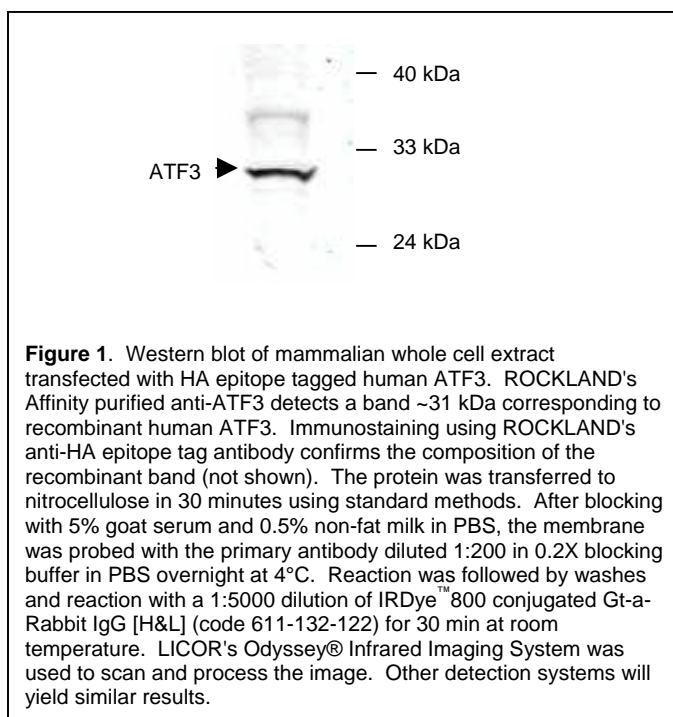 — 40 kDa
— 33 kDa
ATF3
— 24 kDa
Figure 1. Western blot of mammalian whole cell extract
transfected with HA epitope tagged human ATF3. ROCKLAND's
Affinity purified anti-ATF3 detects a band ~31 kDa corresponding to
recombinant human ATF3. Immunostaining using ROCKLAND's
anti-HA epitope tag antibody confirms the composition of the
recombinant band (not shown). The protein was transferred to
nitrocellulose in 30 minutes using standard methods. After blocking
with 5% goat serum and 0.5% non-fat milk in PBS, the membrane
was probed with the primary antibody diluted 1:200 in 0.2X blocking
buffer in PBS overnight at 4°C. Reaction was followed by washes
and reaction with a 1:5000 dilution of IRDye™800 conjugated Gt-a-
Rabbit IgG [H&L] (code 611-132-122) for 30 min at room
temperature. LICOR's Odyssey® Infrared Imaging System was
used to scan and process the image. Other detection systems will
yield similar results.